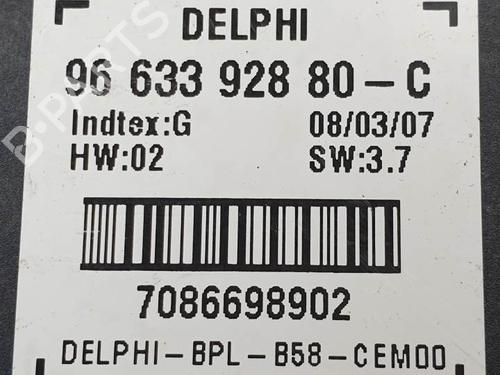 DELPHI
96 633 928 80-C
Indtex:G 08/03/07
HW:02 SW:3.7
7086698902
DELPHI-BPL-B58-CEM00
B-PARTS